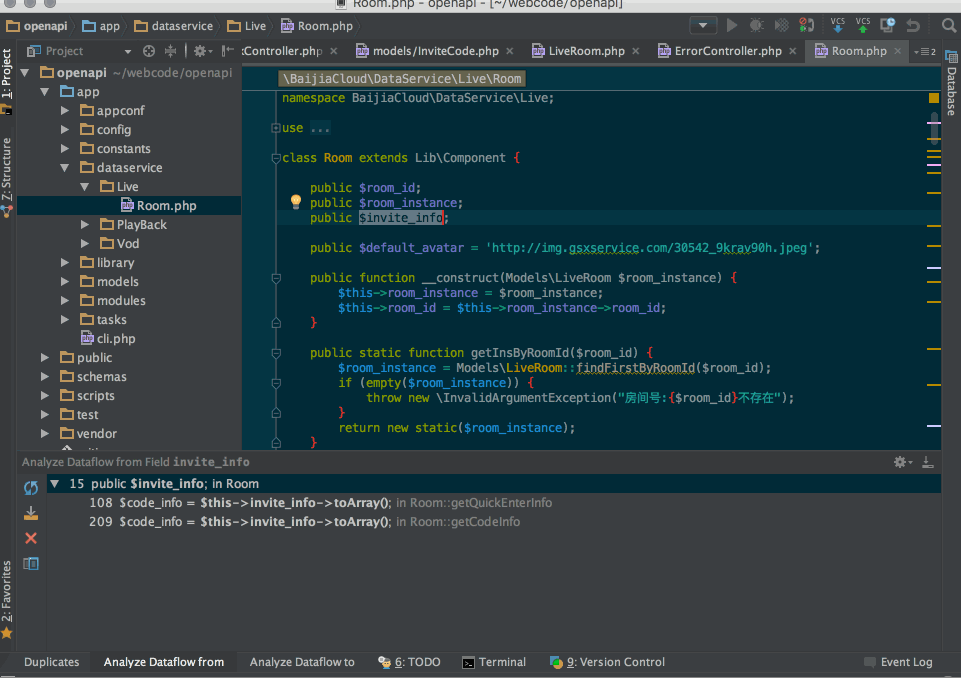 Room.php - openapi - [~/webcode/openapi]
openapi app dataservice Live Room.php
VCS VCS
1: Project
Project
Controller.php models/InviteCode.php LiveRoom.php ErrorController.php Room.php 2
Database
Z: Structure
openapi ~/webcode/openapi
app
appconf
config
constants
dataservice
Live
Room.php
PlayBack
Vod
library
models
modules
tasks
cli.php
public
schemas
scripts
test
vendor
\BaijiaCloud\DataService\Live\Room
namespace BaijiaCloud\DataService\Live;
use ...
class Room extends Lib\Component {
public $room_id;
public $room_instance;
public $invite_info;
public $default_avatar = 'http://img.gsxservice.com/30542_9krav90h.jpeg';
public function __construct(Models\LiveRoom $room_instance) {
$this->room_instance = $room_instance;
$this->room_id = $this->room_instance->room_id;
}
public static function getInsByRoomId($room_id) {
$room_instance = Models\LiveRoom::findFirstByRoomId($room_id);
if (empty($room_instance)) {
throw new \InvalidArgumentException("房间号:{$room_id}不存在");
}
return new static($room_instance);
}
Analyze Dataflow from Field invite_info
15 public $invite_info; in Room
108 $code_info = $this->invite_info->toArray(); in Room::getQuickEnterInfo
209 $code_info = $this->invite_info->toArray(); in Room::getCodeInfo
2: Favorites
Duplicates Analyze Dataflow from Analyze Dataflow to 6: TODO Terminal 9: Version Control Event Log